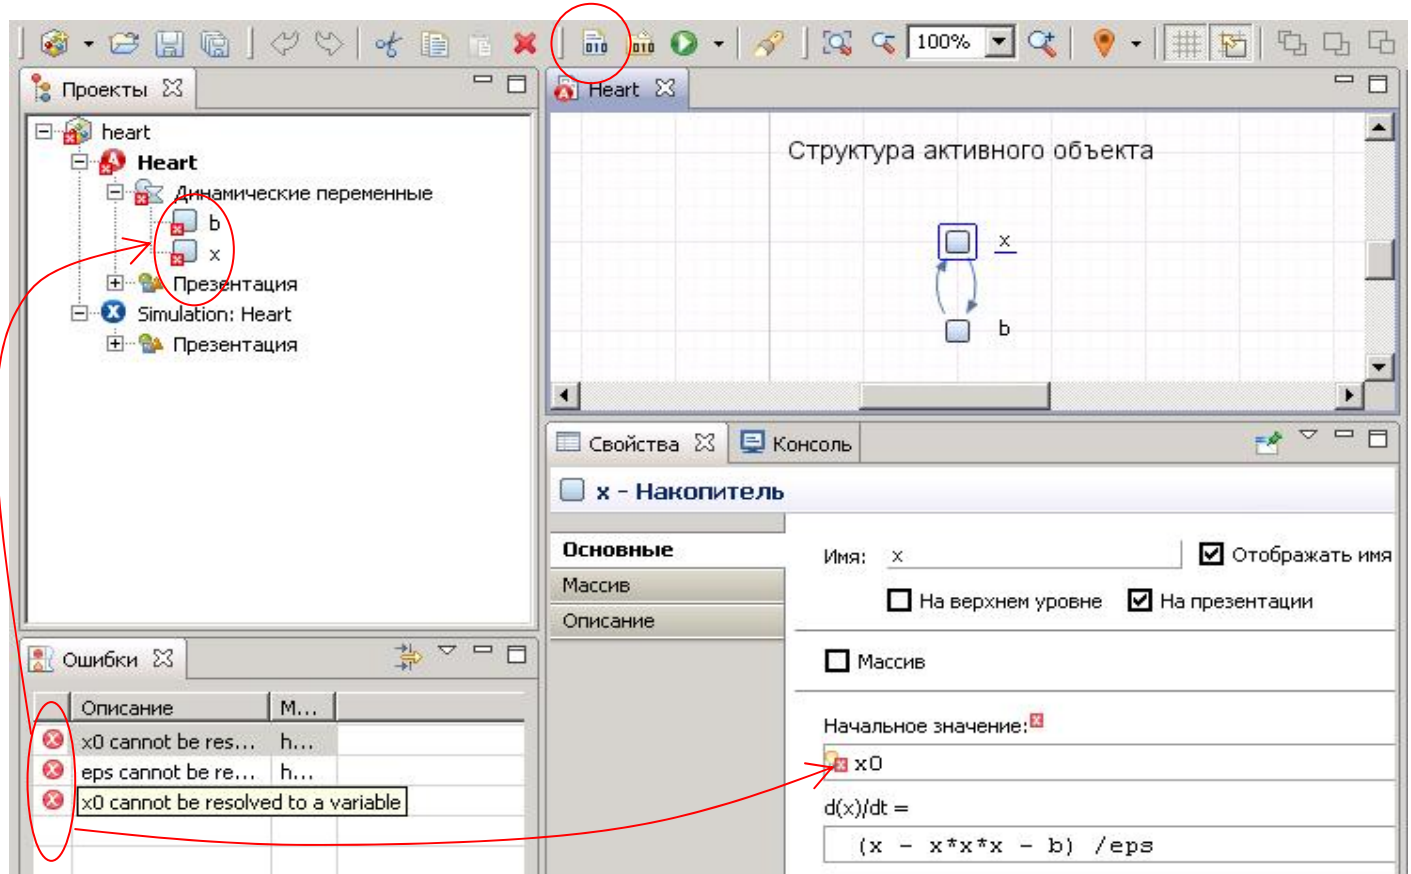 100%
Проекты
heart
Heart
Динамические переменные
b
x
Презентация
Simulation: Heart
Презентация
Heart
Структура активного объекта
x
b
Ошибки
Описание М...
x0 cannot be res... h...
eps cannot be re... h...
x0 cannot be resolved to a variable
Свойства Консоль
x - Накопитель
Основные
Массив
Описание
Имя: x Отображать имя
На верхнем уровне На презентации
Массив
Начальное значение:
x0
d(x)/dt =
(x - x*x*x - b) /eps